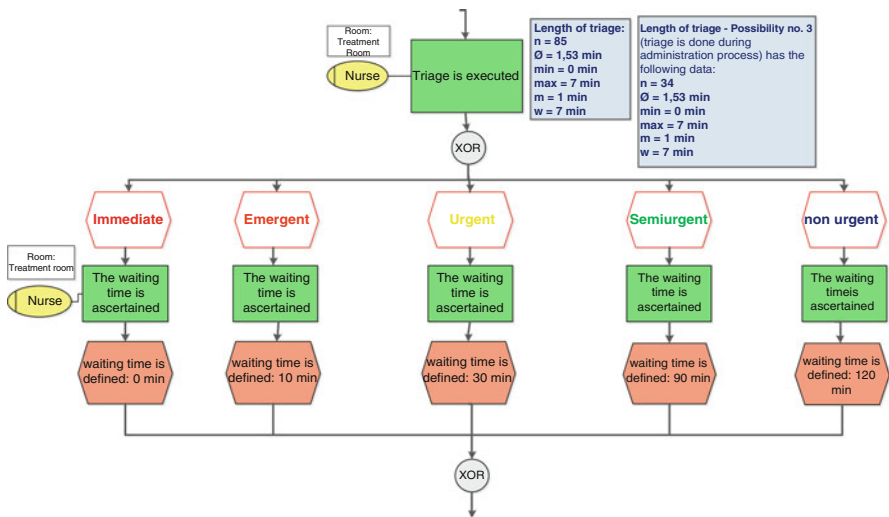 Room:
Treatment
Room
Nurse
Triage is executed
Length of triage:
n = 85
Ø = 1,53 min
min = 0 min
max = 7 min
m = 1 min
w = 7 min
Length of triage - Possibility no. 3
(triage is done during
administration process) has the
following data:
n = 34
Ø = 1,53 min
min = 0 min
max = 7 min
m = 1 min
w = 7 min
XOR
Immediate
Emergent
Urgent
Semiurgent
non urgent
Room:
Treatment room
Nurse
The waiting
time is
ascertained
The waiting
time is
ascertained
The waiting
time is
ascertained
The waiting
time is
ascertained
The waiting
timeis
ascertained
waiting time is
defined: 0 min
waiting time is
defined: 10 min
waiting time is
defined: 30 min
waiting time is
defined: 90 min
waiting time is
defined: 120
min
XOR